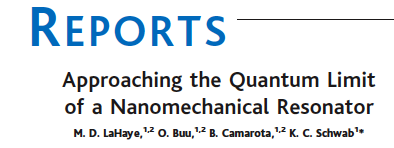 REPORTS
Approaching the Quantum Limit
of a Nanomechanical Resonator
M. D. LaHaye,1,2 O. Buu,1,2 B. Camarota,1,2 K. C. Schwab1*